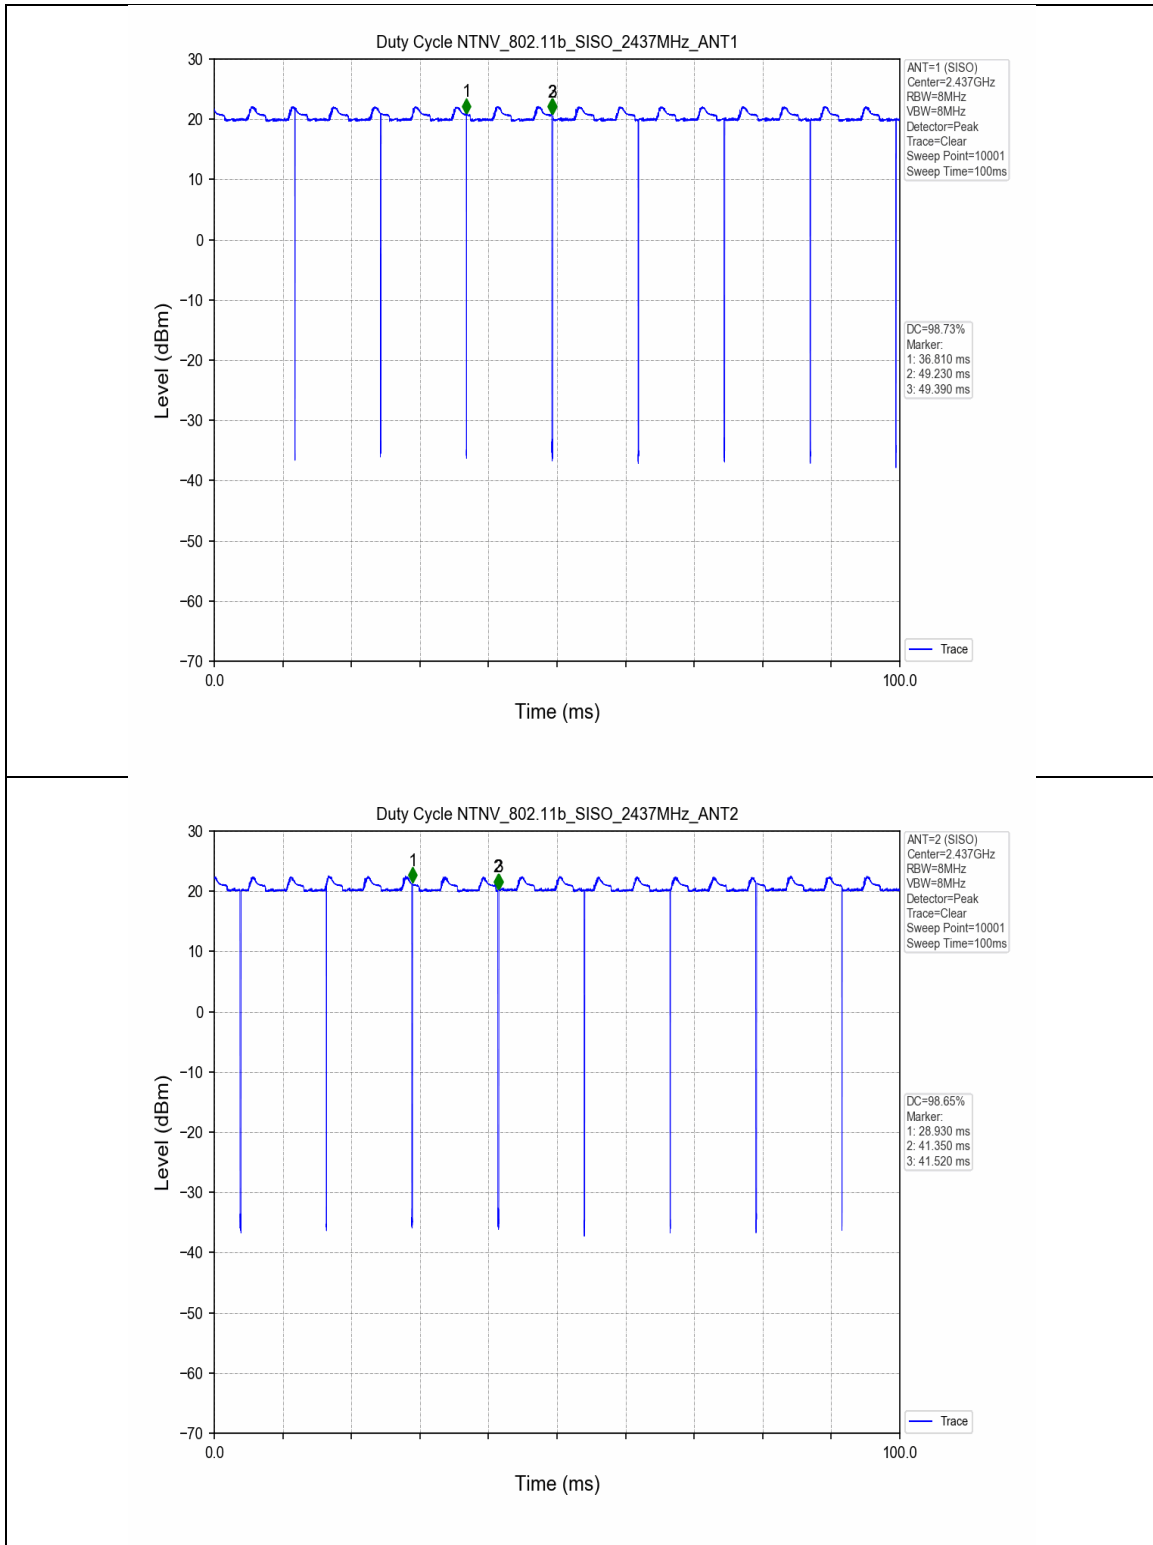 Duty Cycle NTNV_802.11b_SISO_2437MHz_ANT1
30
20
10
0
−10
−20
−30
−40
−50
−60
−70
Level (dBm)
1
2
3
0.0
100.0
Time (ms)
ANT=1 (SISO)
Center=2.437GHz
RBW=8MHz
VBW=8MHz
Detector=Peak
Trace=Clear
Sweep Point=10001
Sweep Time=100ms
DC=98.73%
Marker:
1: 36.810 ms
2: 49.230 ms
3: 49.390 ms
Trace
Duty Cycle NTNV_802.11b_SISO_2437MHz_ANT2
30
20
10
0
−10
−20
−30
−40
−50
−60
−70
Level (dBm)
1
2
3
0.0
100.0
Time (ms)
ANT=2 (SISO)
Center=2.437GHz
RBW=8MHz
VBW=8MHz
Detector=Peak
Trace=Clear
Sweep Point=10001
Sweep Time=100ms
DC=98.65%
Marker:
1: 28.930 ms
2: 41.350 ms
3: 41.520 ms
Trace